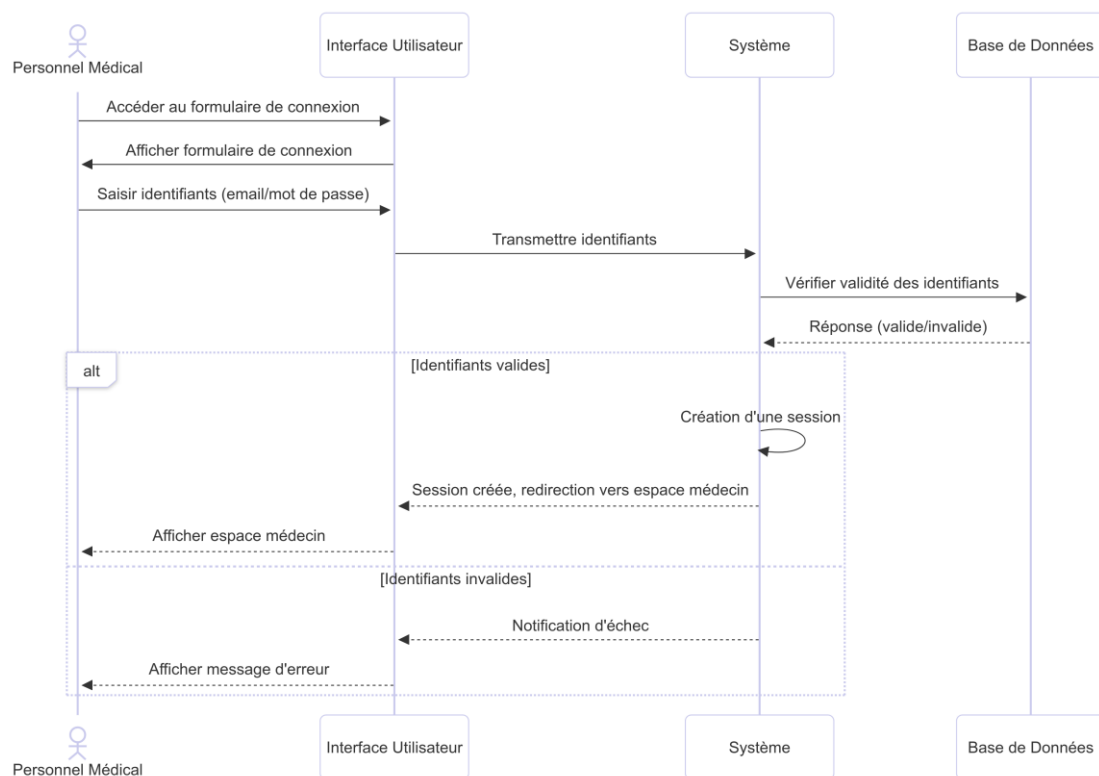 Personnel Médical
Interface Utilisateur
Système
Base de Données
Accéder au formulaire de connexion
Afficher formulaire de connexion
Saisir identifiants (email/mot de passe)
Transmettre identifiants
Vérifier validité des identifiants
Réponse (valide/invalide)
alt
[Identifiants valides]
Création d'une session
Session créée, redirection vers espace médecin
Afficher espace médecin
[Identifiants invalides]
Notification d'échec
Afficher message d'erreur
Personnel Médical
Interface Utilisateur
Système
Base de Données